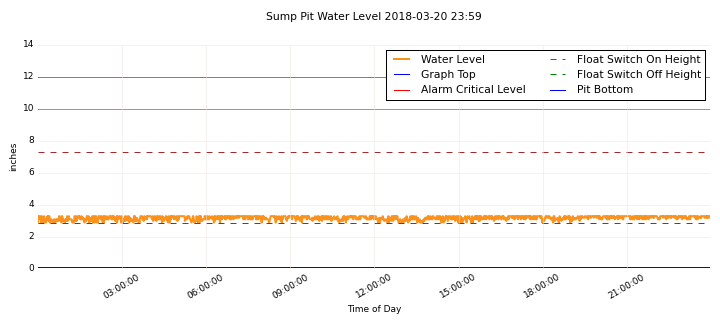 Sump Pit Water Level 2018-03-20 23:59
14
12
10
8
6
4
2
0
inches
Water Level
Graph Top
Alarm Critical Level
Float Switch On Height
Float Switch Off Height
Pit Bottom
03:00:00
06:00:00
09:00:00
12:00:00
15:00:00
18:00:00
21:00:00
Time of Day